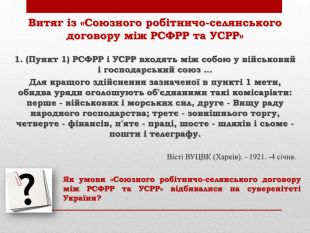 Витяг із «Союзного робітничо-селянського
договору між РСФРР та УСРР»
1. (Пункт 1) РСФРР і УСРР входять між собою у військовий
і господарський союз ...
Для кращого здійснення зазначеної в пункті 1 мети,
обидва уряди оголошують об'єднаними такі комісаріати:
перше - військових і морських сил, друге - Вищу раду
народного господарства; третє - зовнішнього торгу,
четверте - фінансів, п'яте - праці, шосте - шляхів і сьоме -
пошти і телеграфу.
Вісті ВУЦВК (Харків). - 1921. -4 січня.
Як умови «Союзного робітничо-селянського договору
між РСФРР та УСРР» відбивалися на суверенітеті
України?
?